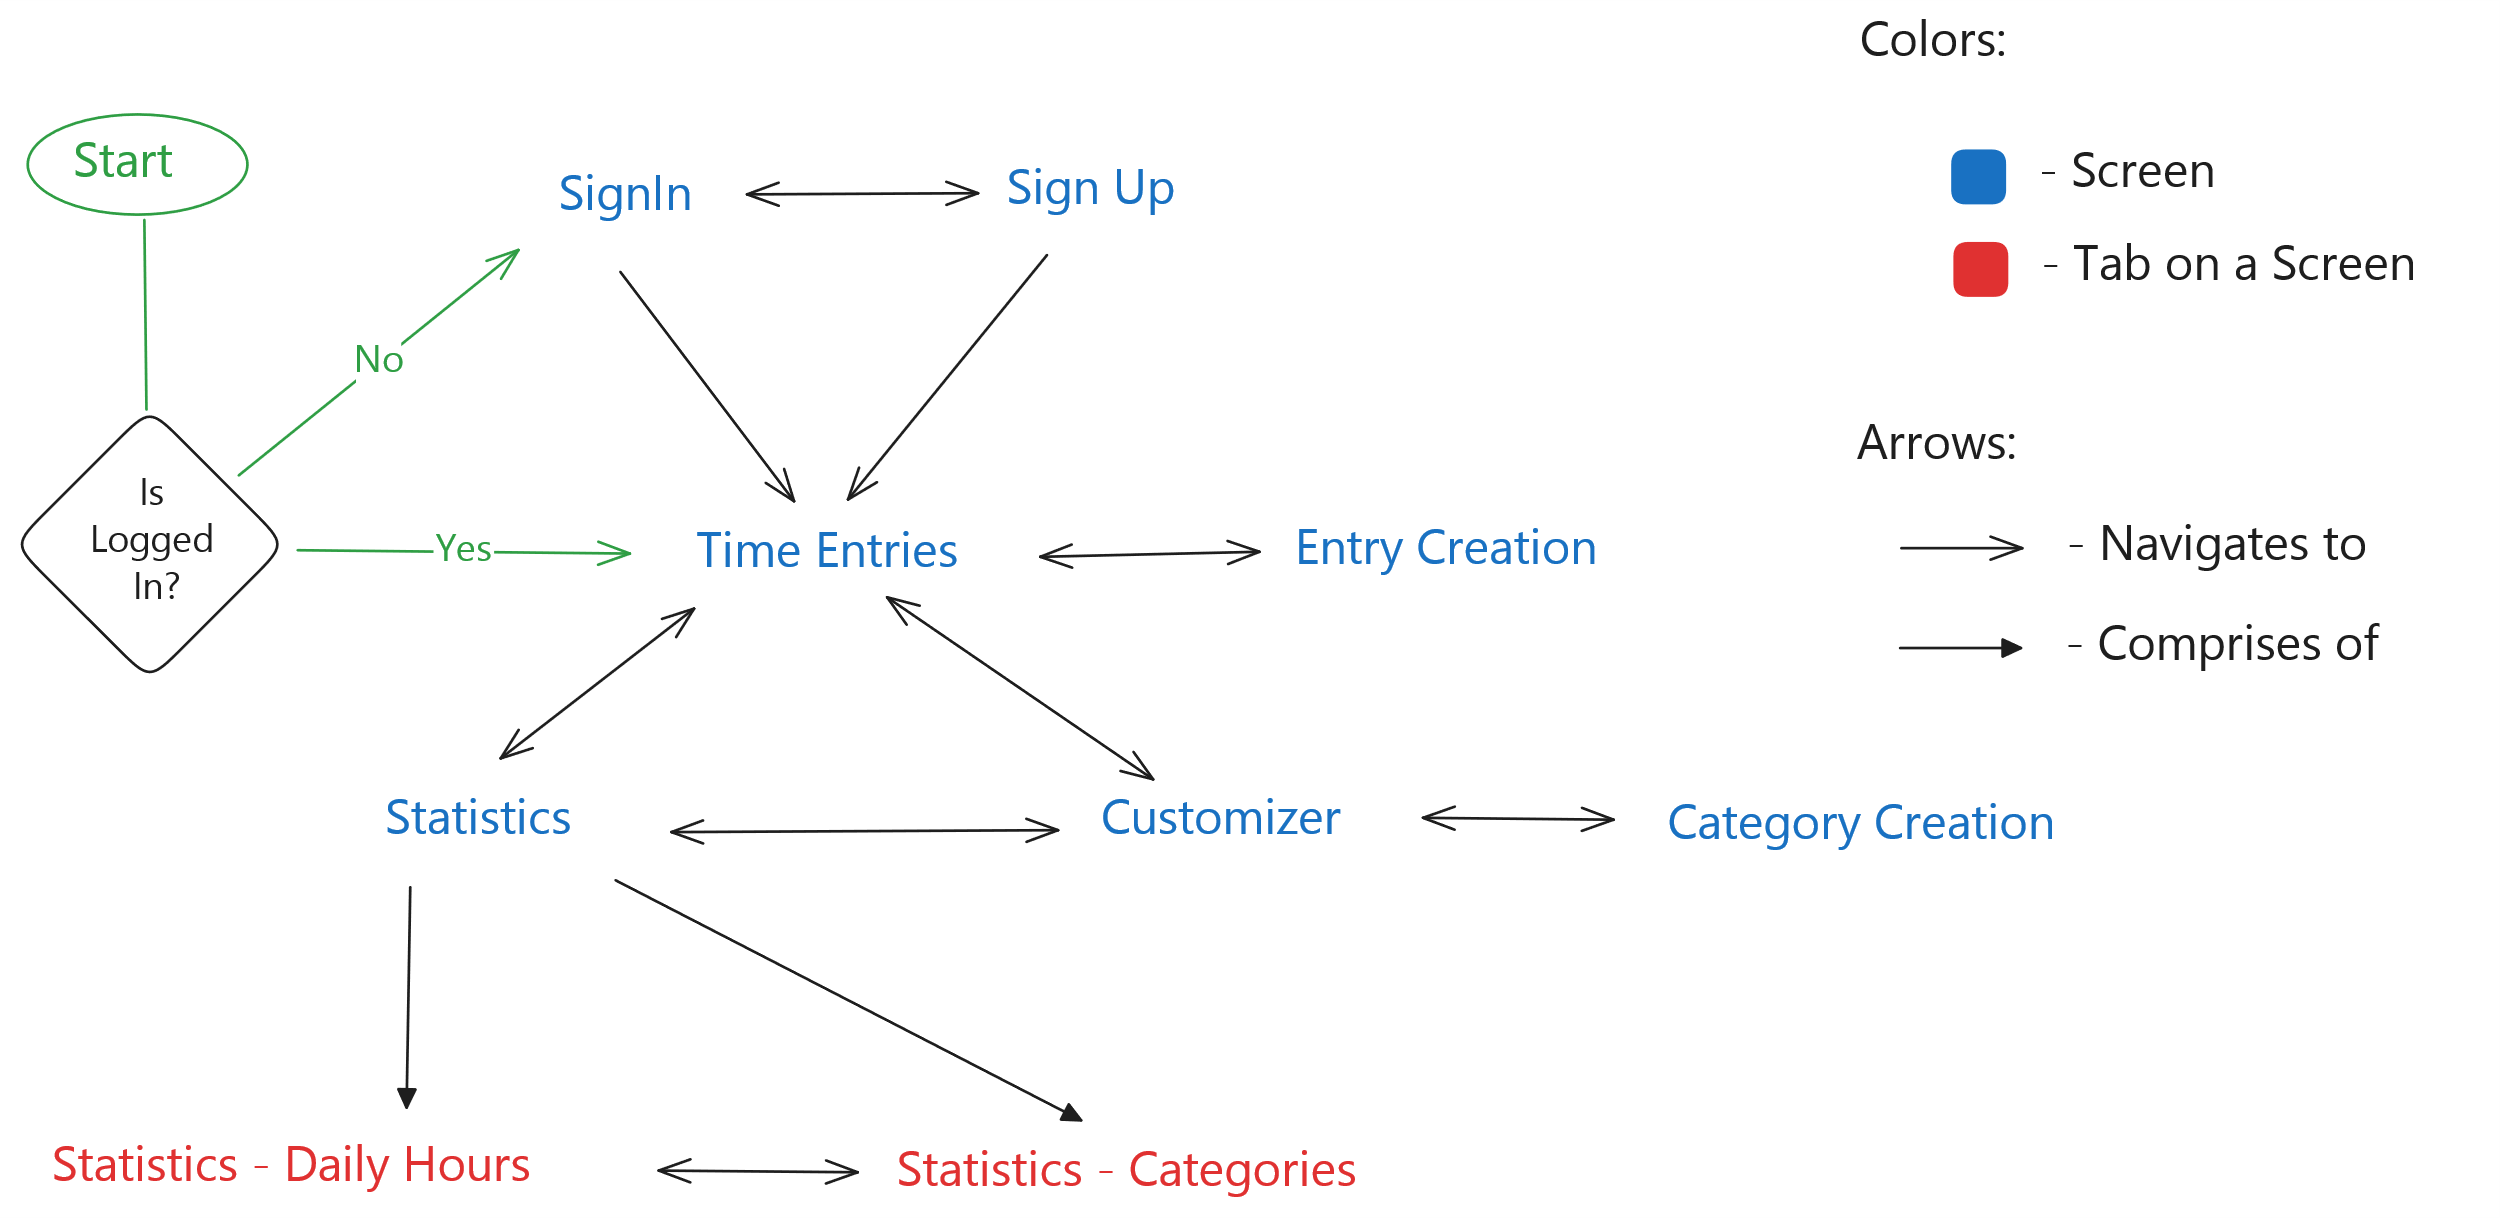 Colors:
Start
SignIn
Sign Up
- Screen
- Tab on a Screen
No
Arrows:
Is
Logged
In?
Yes
Time Entries
Entry Creation
- Navigates to
- Comprises of
Statistics
Customizer
Category Creation
Statistics - Daily Hours
Statistics - Categories